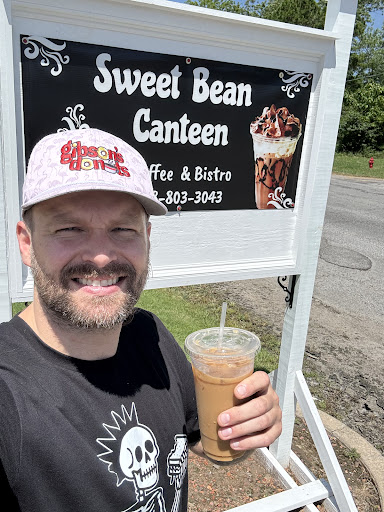 Sweet Bean
Canteen
ffee & Bistro
8-803-3043
gibson's
donuts